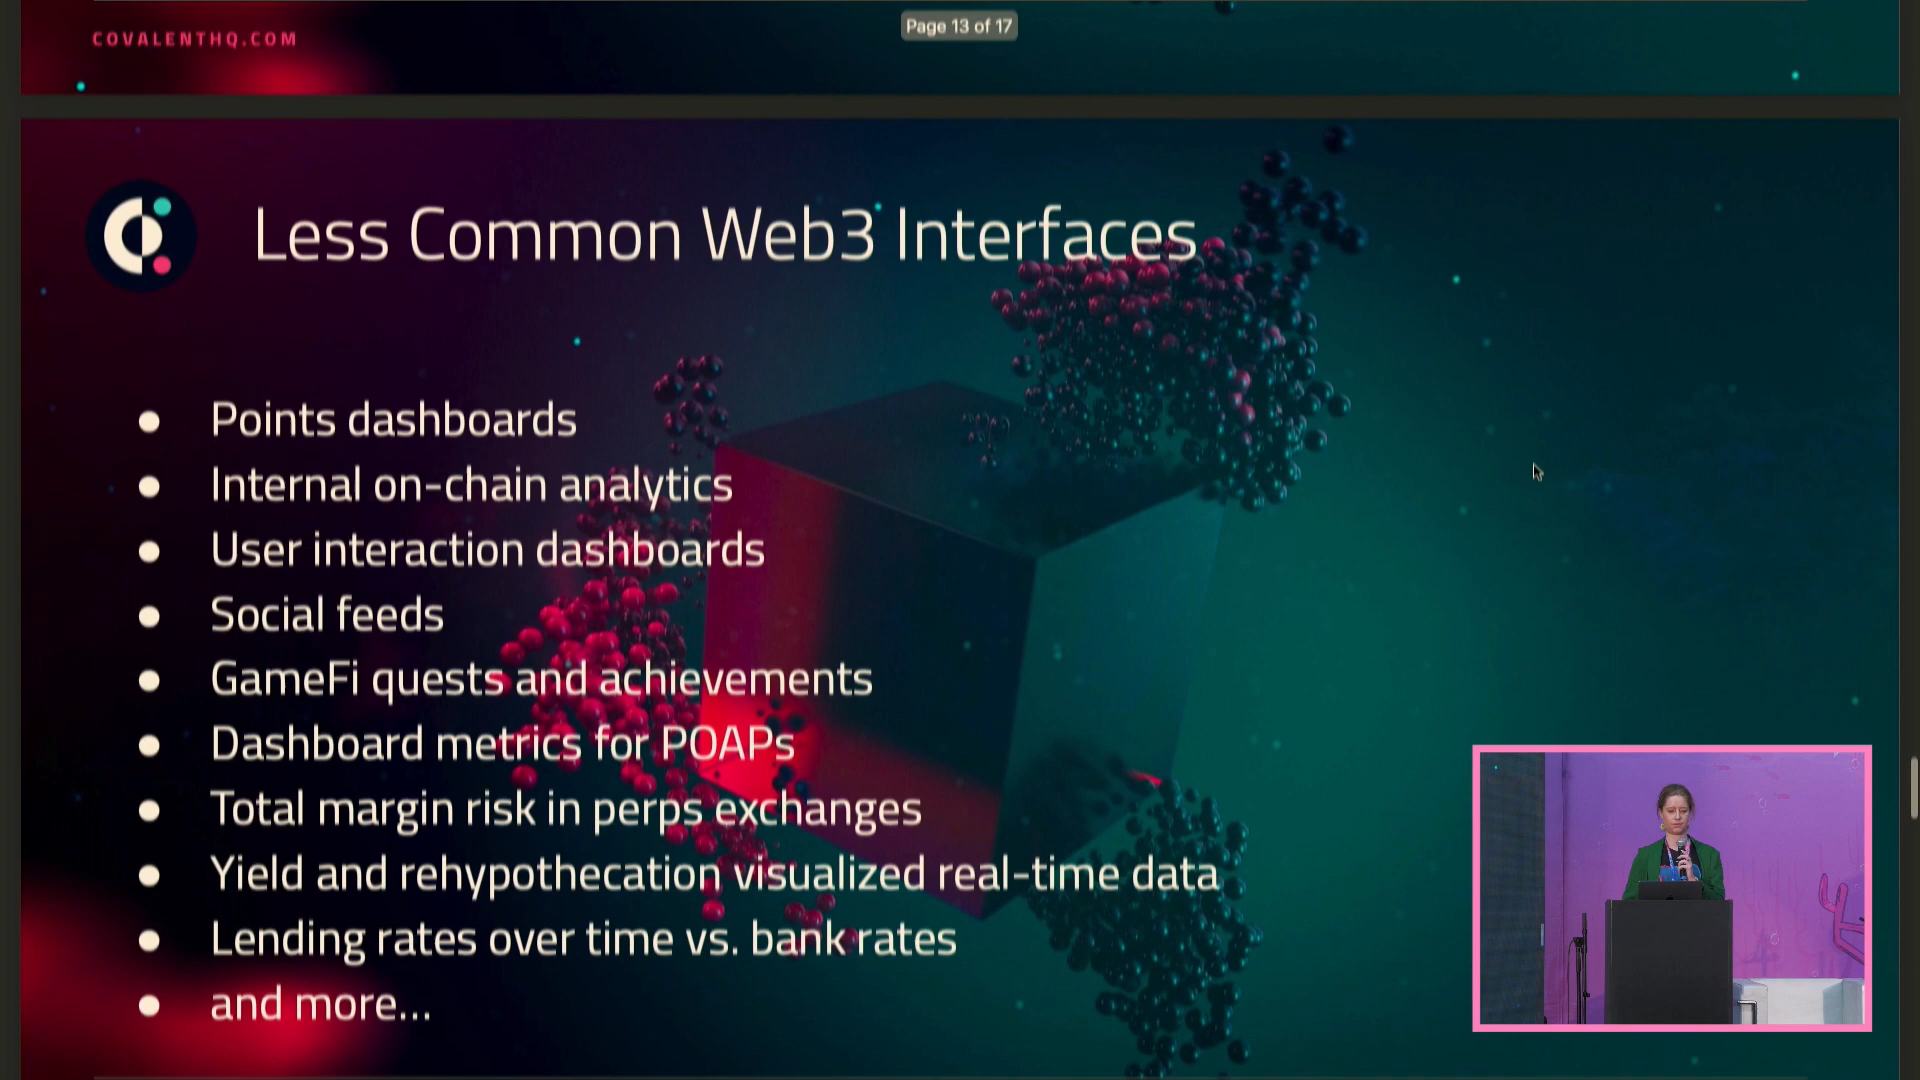 COVALENTHQ.COM
Page 13 of 17
Less Common Web3 Interfaces
Points dashboards
Internal on-chain analytics
User interaction dashboards
Social feeds
GameFi quests and achievements
Dashboard metrics for POAPs
Total margin risk in perps exchanges
Yield and rehypothecation visualized real-time data
Lending rates over time vs. bank rates
and more...